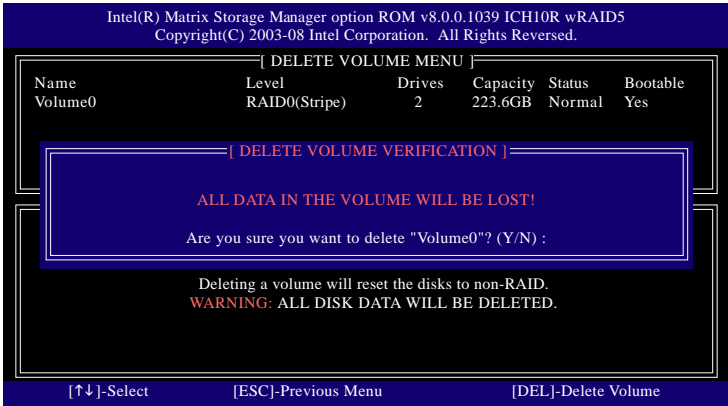 Intel(R) Matrix Storage Manager option ROM v8.0.0.1039 ICH10R wRAID5
Copyright(C) 2003-08 Intel Corporation.  All Rights Reversed.
[ DELETE VOLUME MENU ]
Name Level Drives Capacity Status Bootable
Volume0 RAID0(Stripe) 2 223.6GB Normal Yes
[ DELETE VOLUME VERIFICATION ]
ALL DATA IN THE VOLUME WILL BE LOST!
Are you sure you want to delete "Volume0"? (Y/N) :
Deleting a volume will reset the disks to non-RAID.
WARNING: ALL DISK DATA WILL BE DELETED.
[↑↓]-Select [ESC]-Previous Menu [DEL]-Delete Volume